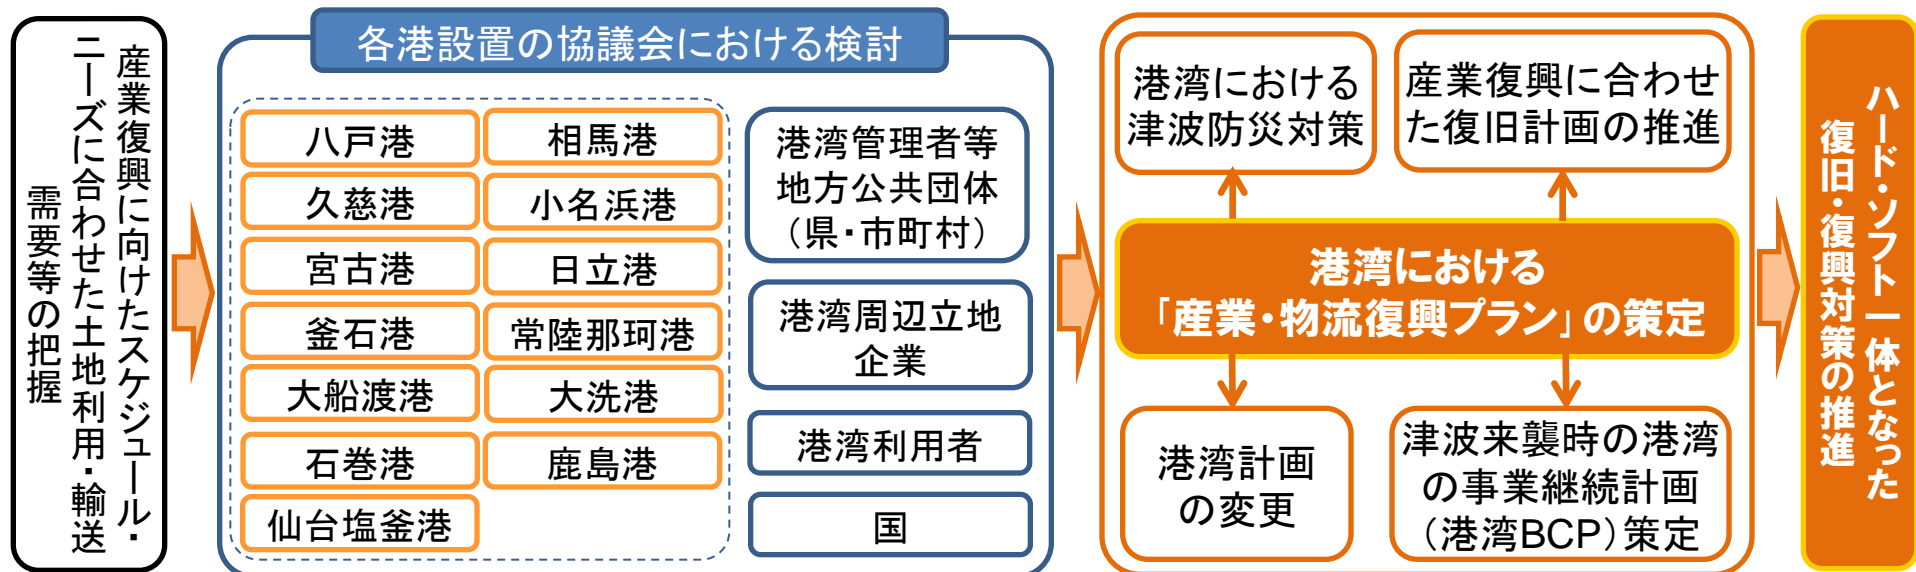 産業復興に向けたスケジュール・
ニーズに合わせた土地利用・輸送
需要等の把握
各港設置の協議会における検討
八戸港
相馬港
久慈港
小名浜港
宮古港
日立港
釜石港
常陸那珂港
大船渡港
大洗港
石巻港
鹿島港
仙台塩釜港
港湾管理者等
地方公共団体
（県・市町村）
港湾周辺立地
企業
港湾利用者
国
港湾における
津波防災対策
産業復興に合わせ
た復旧計画の推進
港湾における
「産業・物流復興プラン」の策定
港湾計画
の変更
津波来襲時の港湾
の事業継続計画
（港湾BCP）策定
ハード・ソフト一体となった
復旧・復興対策の推進